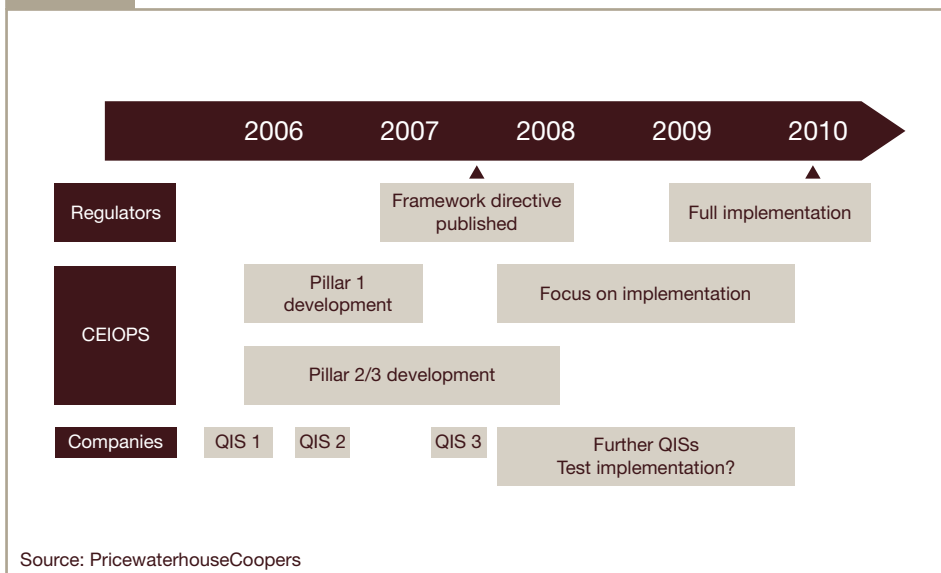 2006 2007 2008 2009 2010
Regulators
Framework directive
published
Full implementation
CEIOPS
Pillar 1
development
Focus on implementation
Pillar 2/3 development
Companies
QIS 1
QIS 2
QIS 3
Further QISs
Test implementation?
Source: PricewaterhouseCoopers